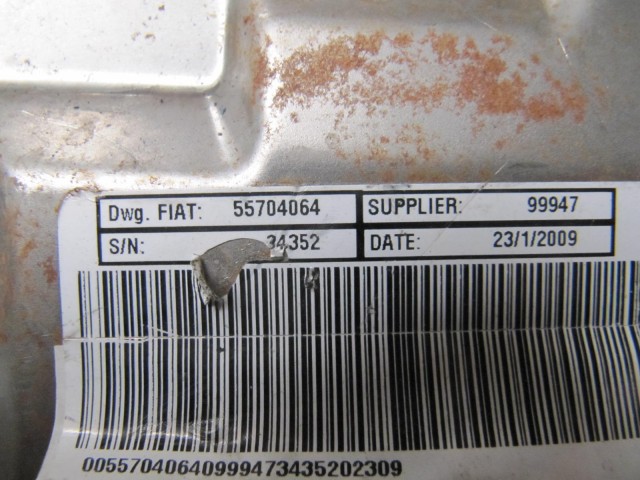 Dwg. FIAT: 55704064 SUPPLIER: 99947
S/N: 34352 DATE: 23/1/2009
00557040640999473435202309